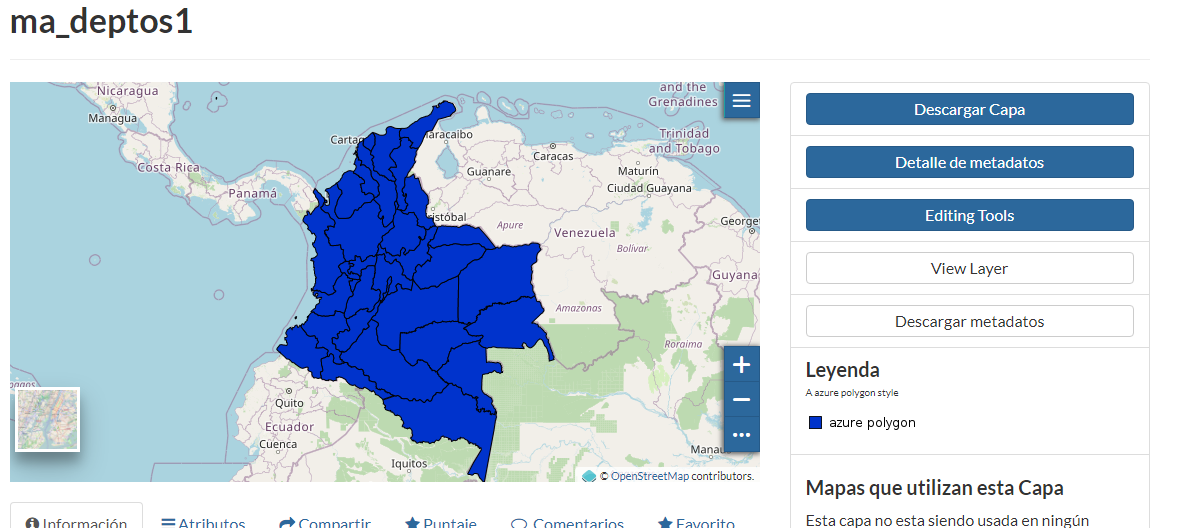 ma_deptos1
Nicaragua
Managua
Costa Rica
Panamá
Cartag
Maracaibo
Caracas
Guanare
Maturín
Ciudad Guayana
and the
Grenadines
Trinidad
and Tobago
ristóbal
Apure
Venezuela
Bolívar
George
Guyana
Amazonas
Roraima
Quito
Ecuador
Cuenca
Iquitos
Manau
© OpenStreetMap contributors.
Descargar Capa
Detalle de metadatos
Editing Tools
View Layer
Descargar metadatos
Leyenda
A azure polygon style
azure polygon
Mapas que utilizan esta Capa
Esta capa no esta siendo usada en ningún
Información
Atributos
Compartir
Puntaje
Comentarios
Favorito